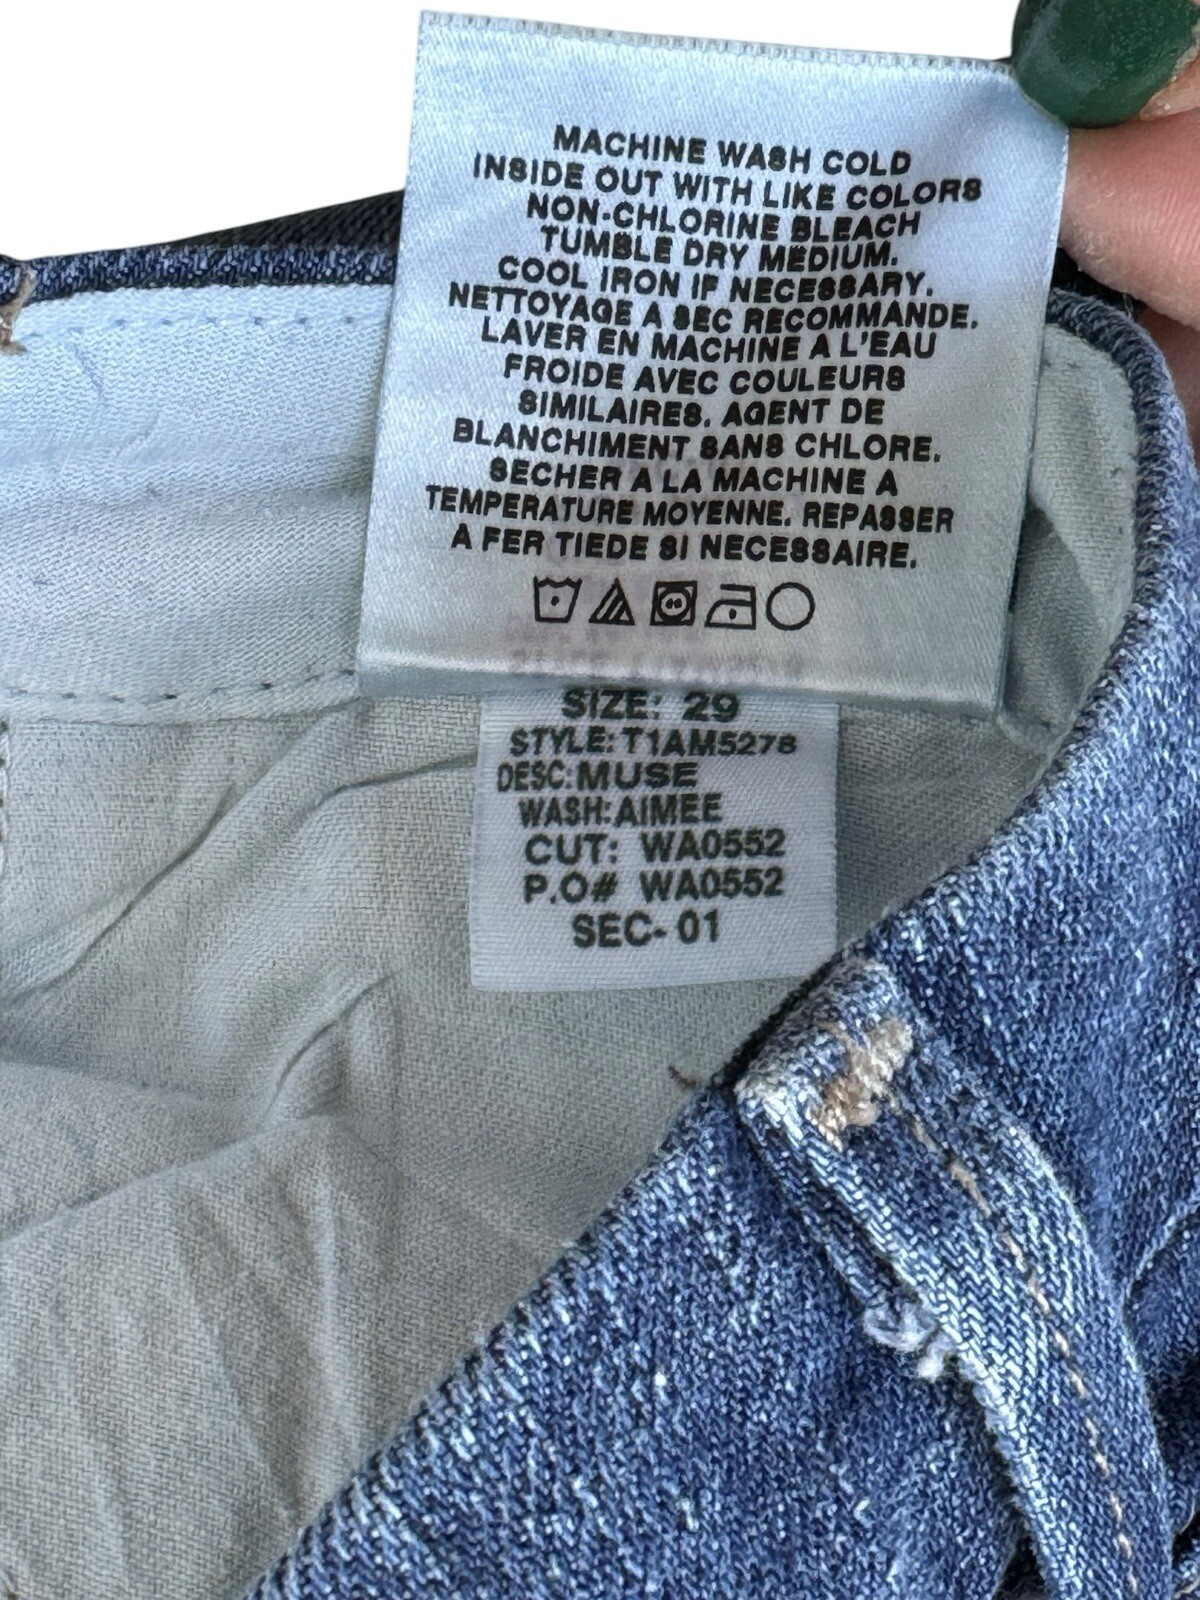 MACHINE WASH COLD
INSIDE OUT WITH LIKE COLORS
NON-CHLORINE BLEACH
TUMBLE DRY MEDIUM.
COOL IRON IF NECESSARY.
NETTOYAGE A SEC RECOMMANDE.
LAVER EN MACHINE A L'EAU
FROIDE AVEC COULEURS
SIMILAIRES. AGENT DE
BLANCHIMENT SANS CHLORE.
SECHER A LA MACHINE A
TEMPERATURE MOYENNE. REPASSER
A FER TIEDE SI NECESSAIRE.
SIZE: 29
STYLE: T1AM5278
DESC: MUSE
WASH: AIMEE
CUT: WA0552
P.O# WA0552
SEC- 01